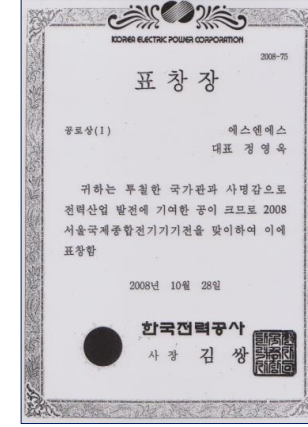 KOREA ELECTRIC POWER CORPORATION
2008-75
표창장
공로상(1)
에스엔에스
대표 정영옥
귀하는 투철한 국가관과 사명감으로
전력산업 발전에 기여한 공이 크므로 2008
서울국제종합전기기기전을 맞이하여 이에
표창함
2008년 10월 28일
한국전력공사
사장 김쌍